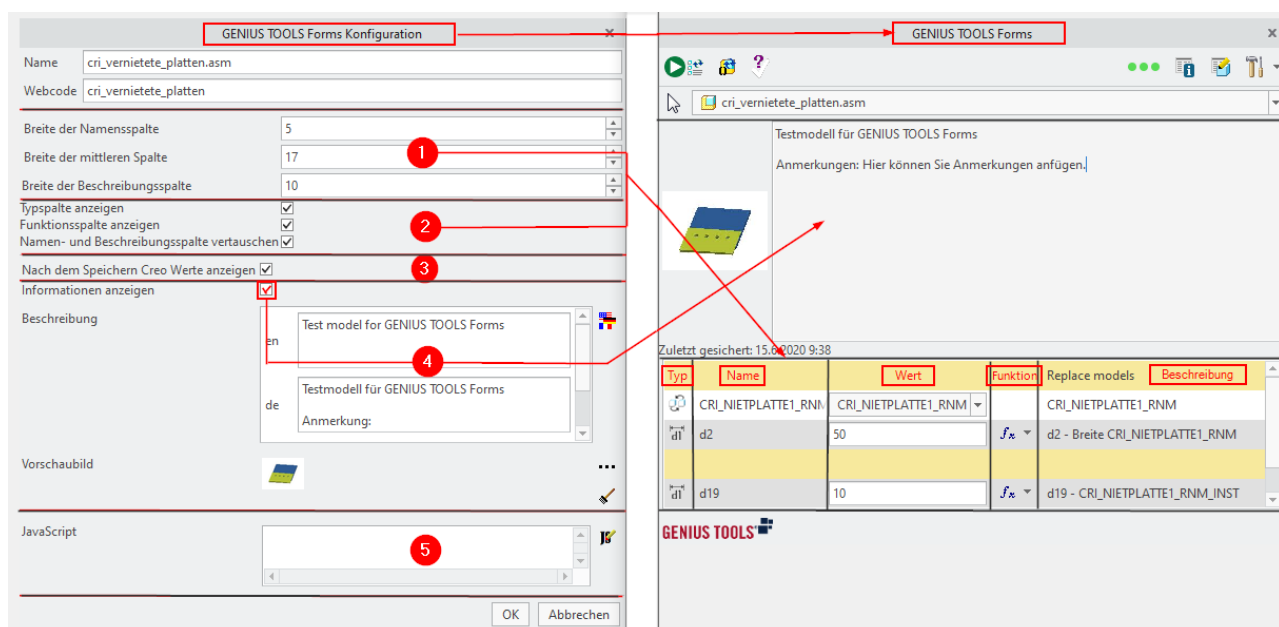 GENIUS TOOLS Forms Konfiguration
Name cri_vernietete_platten.asm
Webcode cri_vernietete_platten
Breite der Namensspalte 5
Breite der mittleren Spalte 17
1
Breite der Beschreibungsspalte 10
Typspalte anzeigen
Funktionsspalte anzeigen
2
Namen- und Beschreibungsspalte vertauschen
Nach dem Speichern Creo Werte anzeigen
3
Informationen anzeigen
Beschreibung
en
Test model for GENIUS TOOLS Forms
4
de
Testmodell für GENIUS TOOLS Forms
Anmerkung:
Vorschaubild
JavaScript
5
OK Abbrechen
GENIUS TOOLS Forms
cri_vernietete_platten.asm
Testmodell für GENIUS TOOLS Forms
Anmerkungen: Hier können Sie Anmerkungen anfügen.
Zuletzt gesichert: 15.6.2020 9:38
Typ Name Wert Funktion Replace models Beschreibung
CRI_NIETPLATTE1_RNM CRI_NIETPLATTE1_RNM CRI_NIETPLATTE1_RNM
d1 d2 50 fx d2 - Breite CRI_NIETPLATTE1_RNM
d1 d19 10 fx d19 - CRI_NIETPLATTE1_RNM_INST
GENIUS TOOLS